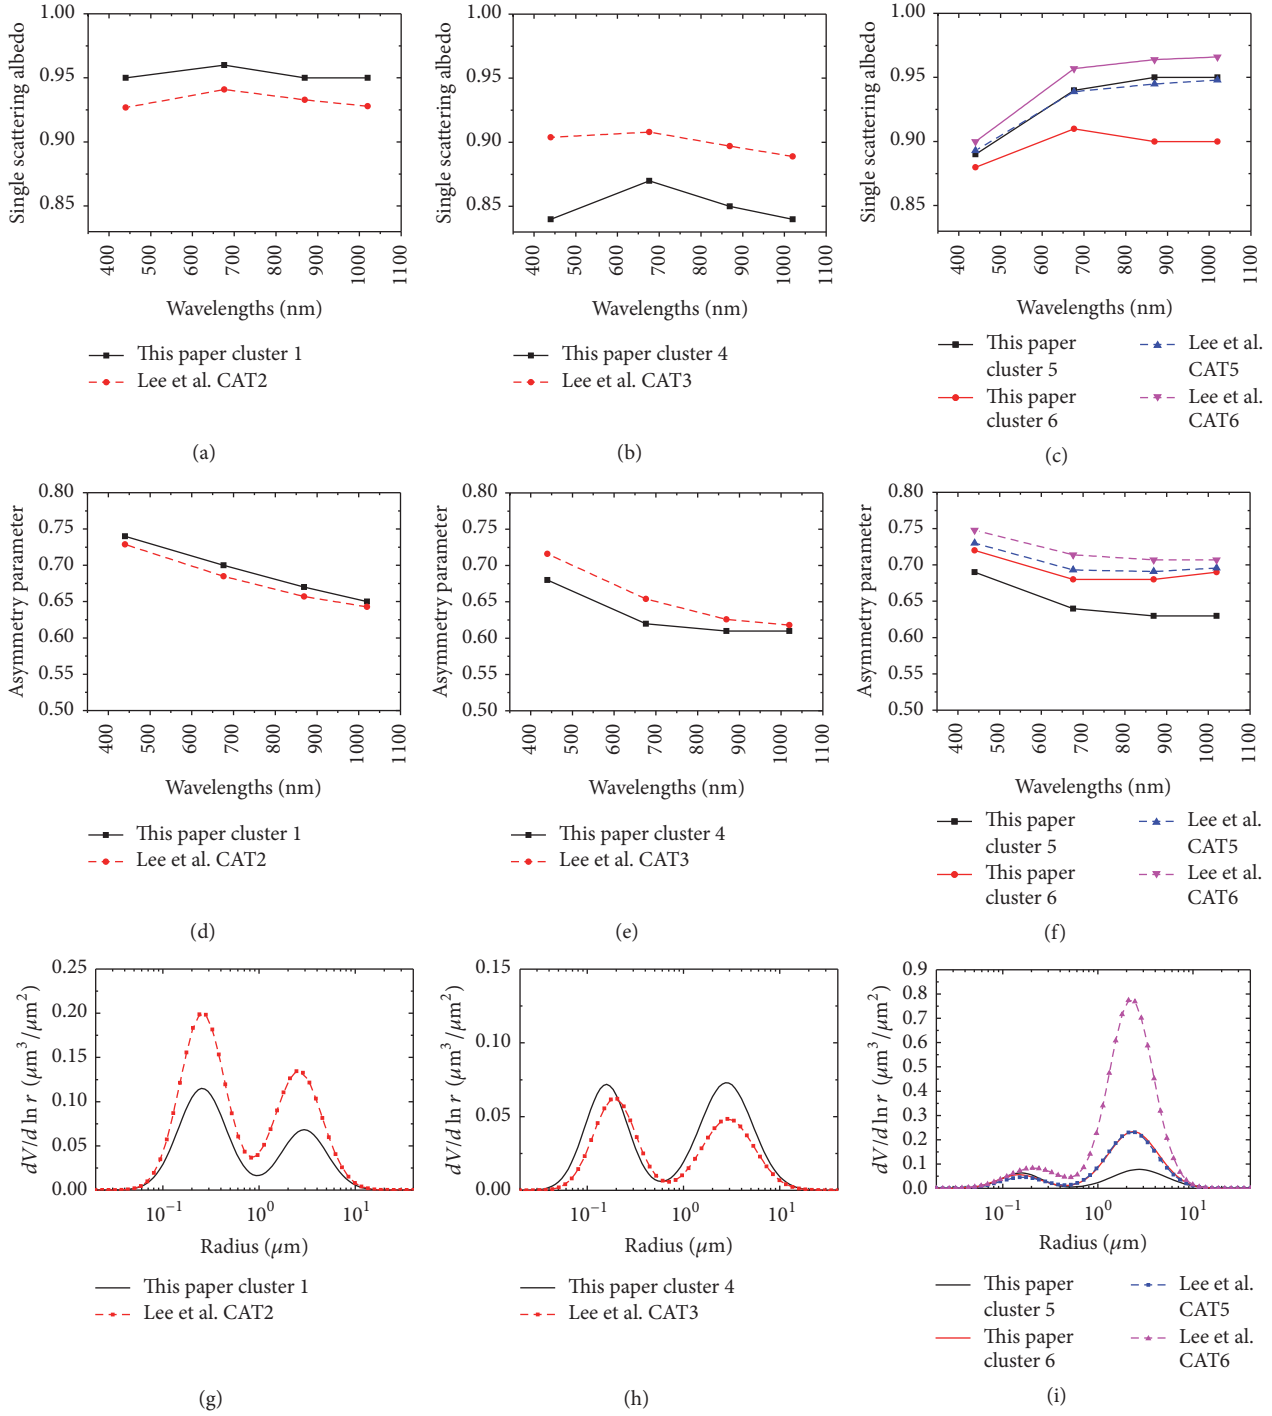 Single scattering albedo
1.00
0.95
0.90
0.85
400
500
600
700
800
900
1000
1100
Wavelengths (nm)
This paper cluster 1
Lee et al. CAT2
(a)
Single scattering albedo
1.00
0.95
0.90
0.85
400
500
600
700
800
900
1000
1100
Wavelengths (nm)
This paper cluster 4
Lee et al. CAT3
(b)
Single scattering albedo
1.00
0.95
0.90
0.85
400
500
600
700
800
900
1000
1100
Wavelengths (nm)
This paper
cluster 5
This paper
cluster 6
Lee et al.
CAT5
Lee et al.
CAT6
(c)
Asymmetry parameter
0.80
0.75
0.70
0.65
0.60
0.55
0.50
400
500
600
700
800
900
1000
1100
Wavelengths (nm)
This paper cluster 1
Lee et al. CAT2
(d)
Asymmetry parameter
0.80
0.75
0.70
0.65
0.60
0.55
0.50
400
500
600
700
800
900
1000
1100
Wavelengths (nm)
This paper cluster 4
Lee et al. CAT3
(e)
Asymmetry parameter
0.80
0.75
0.70
0.65
0.60
0.55
0.50
400
500
600
700
800
900
1000
1100
Wavelengths (nm)
This paper
cluster 5
This paper
cluster 6
Lee et al.
CAT5
Lee et al.
CAT6
(f)
dV/d ln r (μm³/μm²)
0.25
0.20
0.15
0.10
0.05
0.00
10⁻¹
10⁰
10¹
Radius (μm)
This paper cluster 1
Lee et al. CAT2
(g)
dV/d ln r (μm³/μm²)
0.15
0.10
0.05
0.00
10⁻¹
10⁰
10¹
Radius (μm)
This paper cluster 4
Lee et al. CAT3
(h)
dV/d ln r (μm³/μm²)
0.9
0.8
0.7
0.6
0.5
0.4
0.3
0.2
0.1
0.0
10⁻¹
10⁰
10¹
Radius (μm)
This paper
cluster 5
This paper
cluster 6
Lee et al.
CAT5
Lee et al.
CAT6
(i)